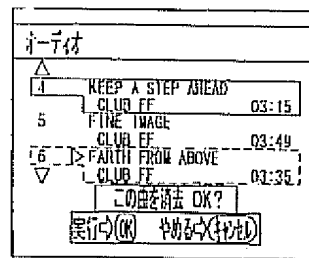 オーディオ
4 KEEP A STEP AHEAD
CLUB FF 03:15
5 FINE IMAGE
CLUB FF 03:49
6 > FARTH FROM ABOVE
CLUB FF 03:35
この曲を消去 OK?
実行⇨(OK) やめる⇨(キャンセル)